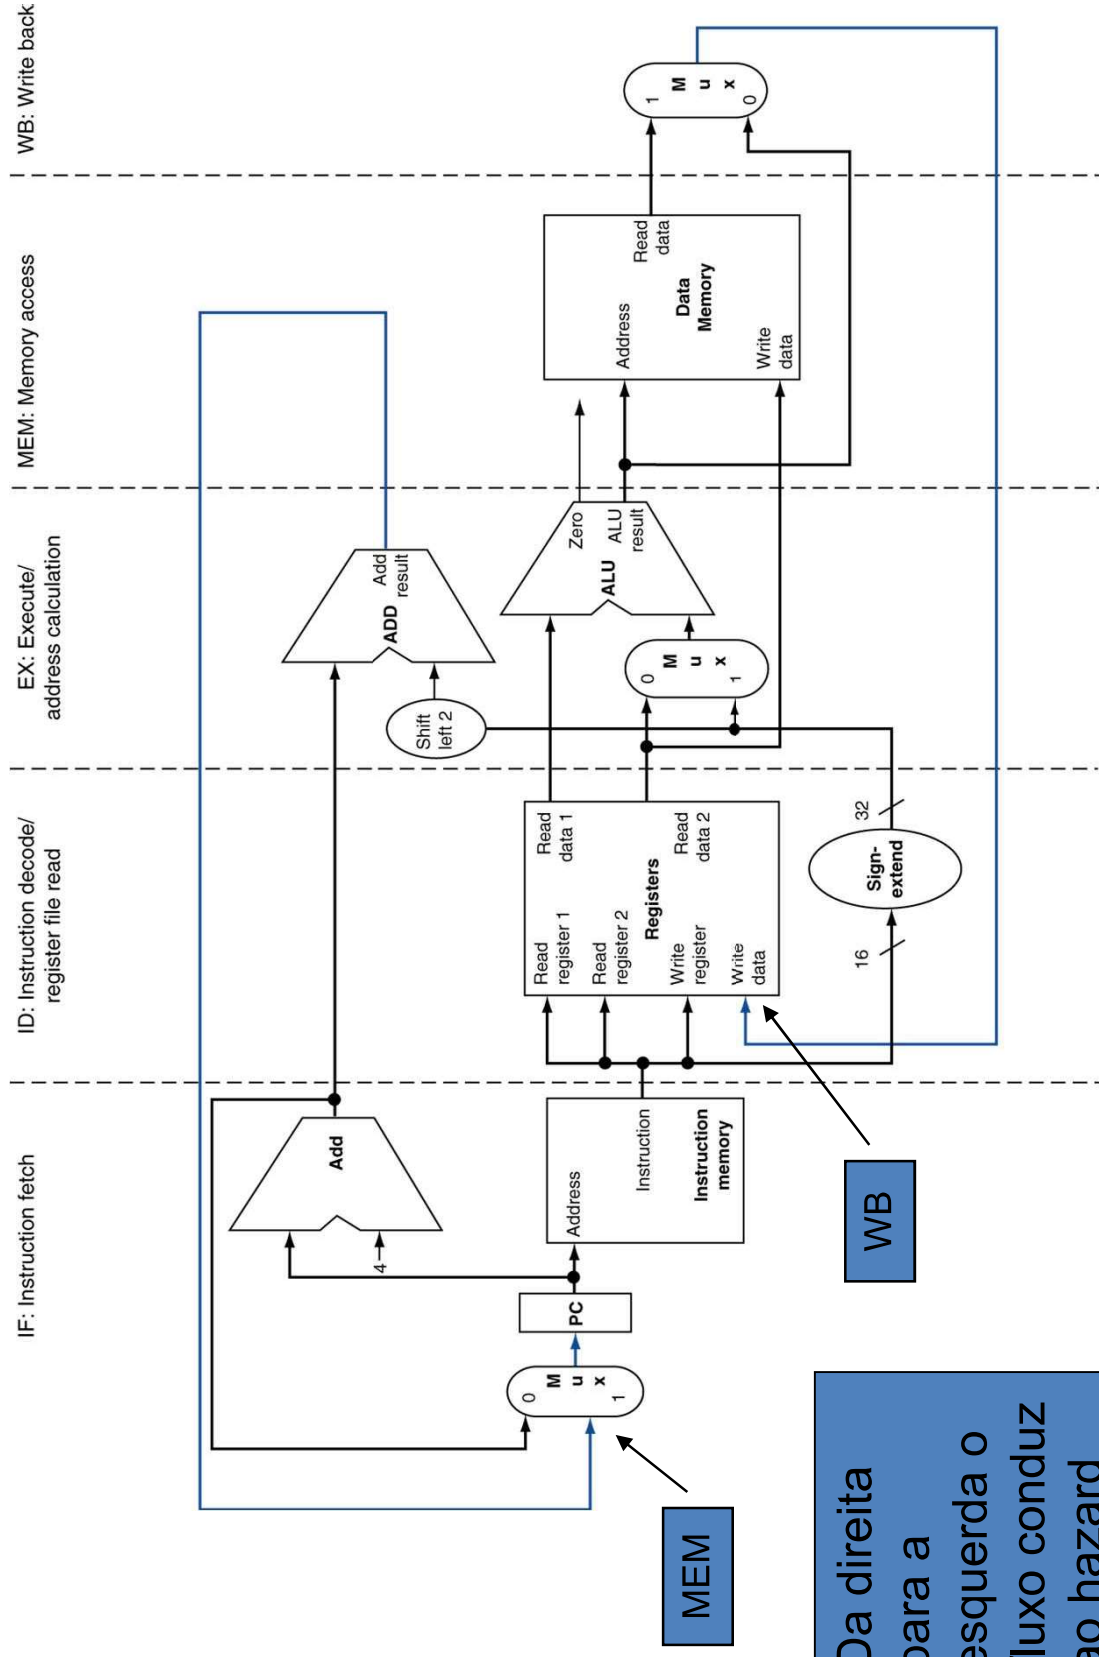 IF: Instruction fetch
ID: Instruction decode/
register file read
EX: Execute/
address calculation
MEM: Memory access
WB: Write back
Add
4
ADD
Add
result
Shift
left 2
0
M
u
x
1
PC
Address
Instruction
Instruction
memory
Read
register 1
Read
register 2
Registers
Write
register
Write
data
Read
data 1
Read
data 2
16
Sign-
extend
32
0
M
u
x
1
Zero
ALU
ALU
result
Address
Data
Memory
Write
data
Read
data
1
M
u
x
0
MEM
WB
Da direita
para a
esquerda o
fluxo conduz
ao hazard